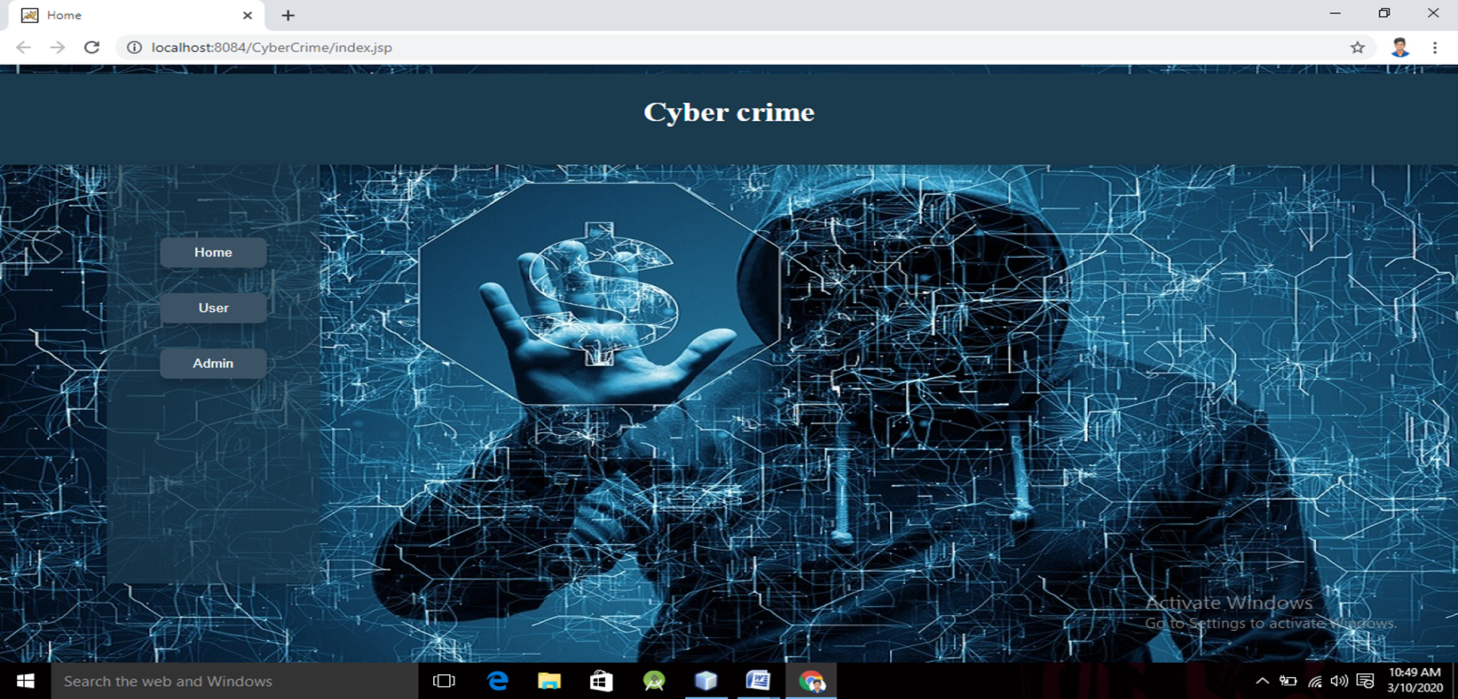 Home
localhost:8084/CyberCrime/index.jsp
Cyber crime
Home
User
Admin
Activate Windows
Go to Settings to activate Windows.
Search the web and Windows
10:49 AM
3/10/2020